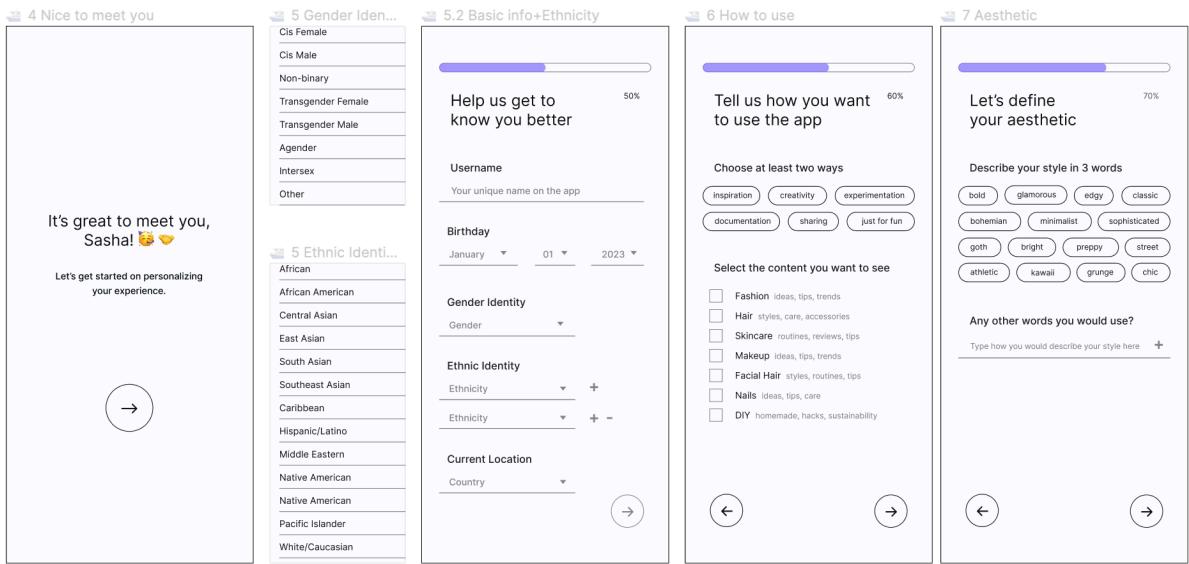 4 Nice to meet you
It's great to meet you,
Sasha! 🥳 🤝
Let's get started on personalizing
your experience.
5 Gender Iden...
Cis Female
Cis Male
Non-binary
Transgender Female
Transgender Male
Agender
Intersex
Other
5 Ethnic Identi...
African
African American
Central Asian
East Asian
South Asian
Southeast Asian
Caribbean
Hispanic/Latino
Middle Eastern
Native American
Native American
Pacific Islander
White/Caucasian
5.2 Basic info+Ethnicity
50%
Help us get to
know you better
Username
Your unique name on the app
Birthday
January 01 2023
Gender Identity
Gender
Ethnic Identity
Ethnicity +
Ethnicity + -
Current Location
Country
6 How to use
60%
Tell us how you want
to use the app
Choose at least two ways
inspiration creativity experimentation
documentation sharing just for fun
Select the content you want to see
Fashion ideas, tips, trends
Hair styles, care, accessories
Skincare routines, reviews, tips
Makeup ideas, tips, trends
Facial Hair styles, routines, tips
Nails ideas, tips, care
DIY homemade, hacks, sustainability
7 Aesthetic
70%
Let's define
your aesthetic
Describe your style in 3 words
bold glamorous edgy classic
bohemian minimalist sophisticated
goth bright preppy street
athletic kawaii grunge chic
Any other words you would use?
Type how you would describe your style here +